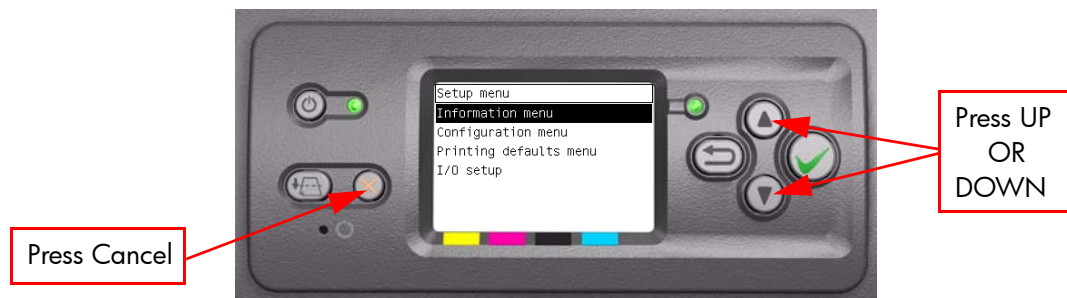 Setup menu
Information menu
Configuration menu
Printing defaults menu
I/O setup
Press UP
OR
DOWN
Press Cancel